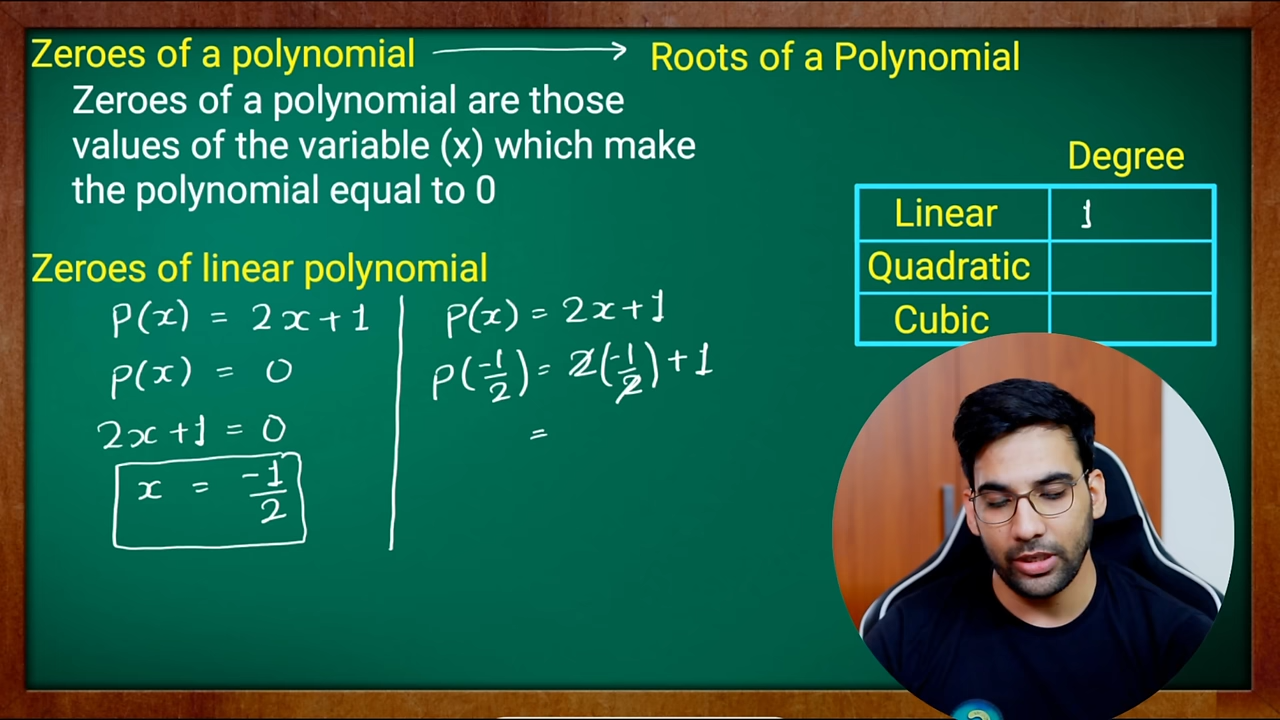 Zeroes of a polynomial → Roots of a Polynomial
Zeroes of a polynomial are those
values of the variable (x) which make
the polynomial equal to 0
Degree
Linear 1
Quadratic
Cubic
Zeroes of linear polynomial
P(x) = 2x+1
P(x) = 0
2x+1 = 0
x = -1/2
P(x) = 2x+1
P(-1/2) = 2(-1/2)+1
=